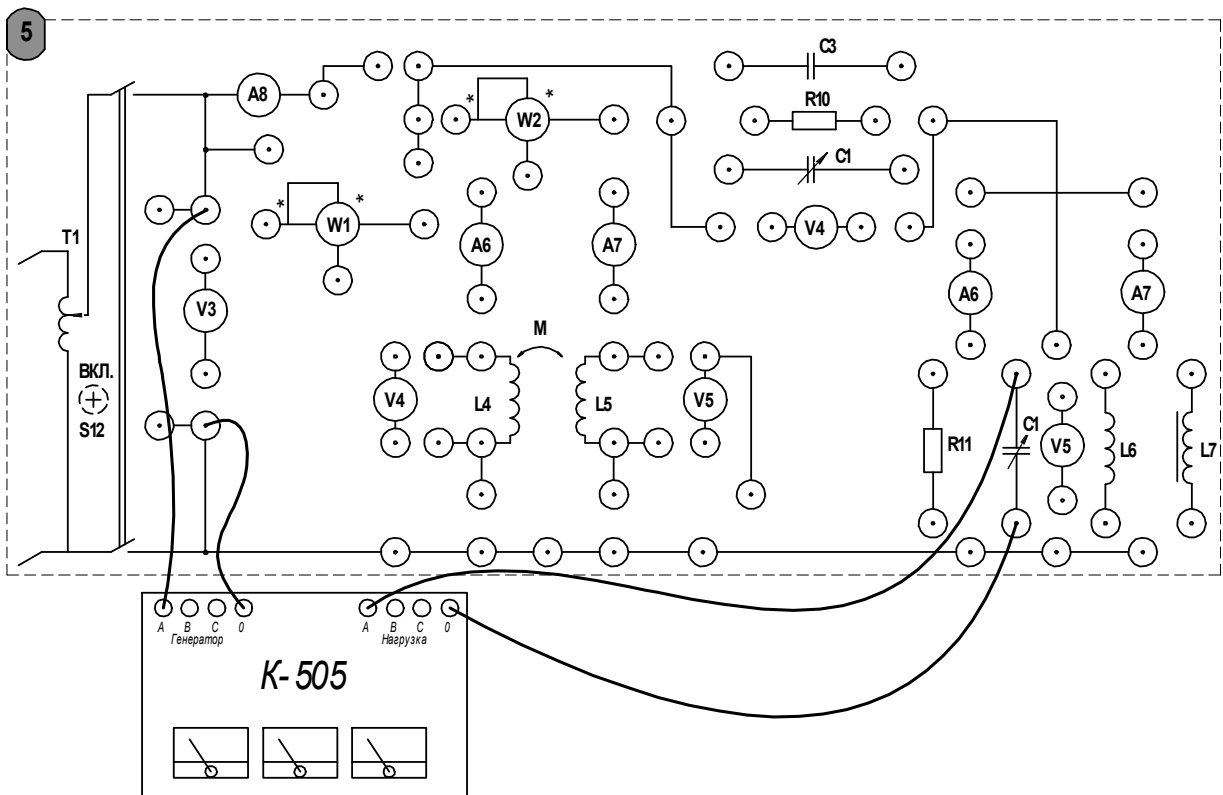 5
C3
A8
* W2 *
R10
C1
* W1 *
A6
A7
V4
T1
V3
A6
A7
M
ВКЛ.
S12
V4
L4
L5
V5
R11
C1
V5
L6
L7
A B C 0
Генератор
A B C 0
Нагрузка
К-505